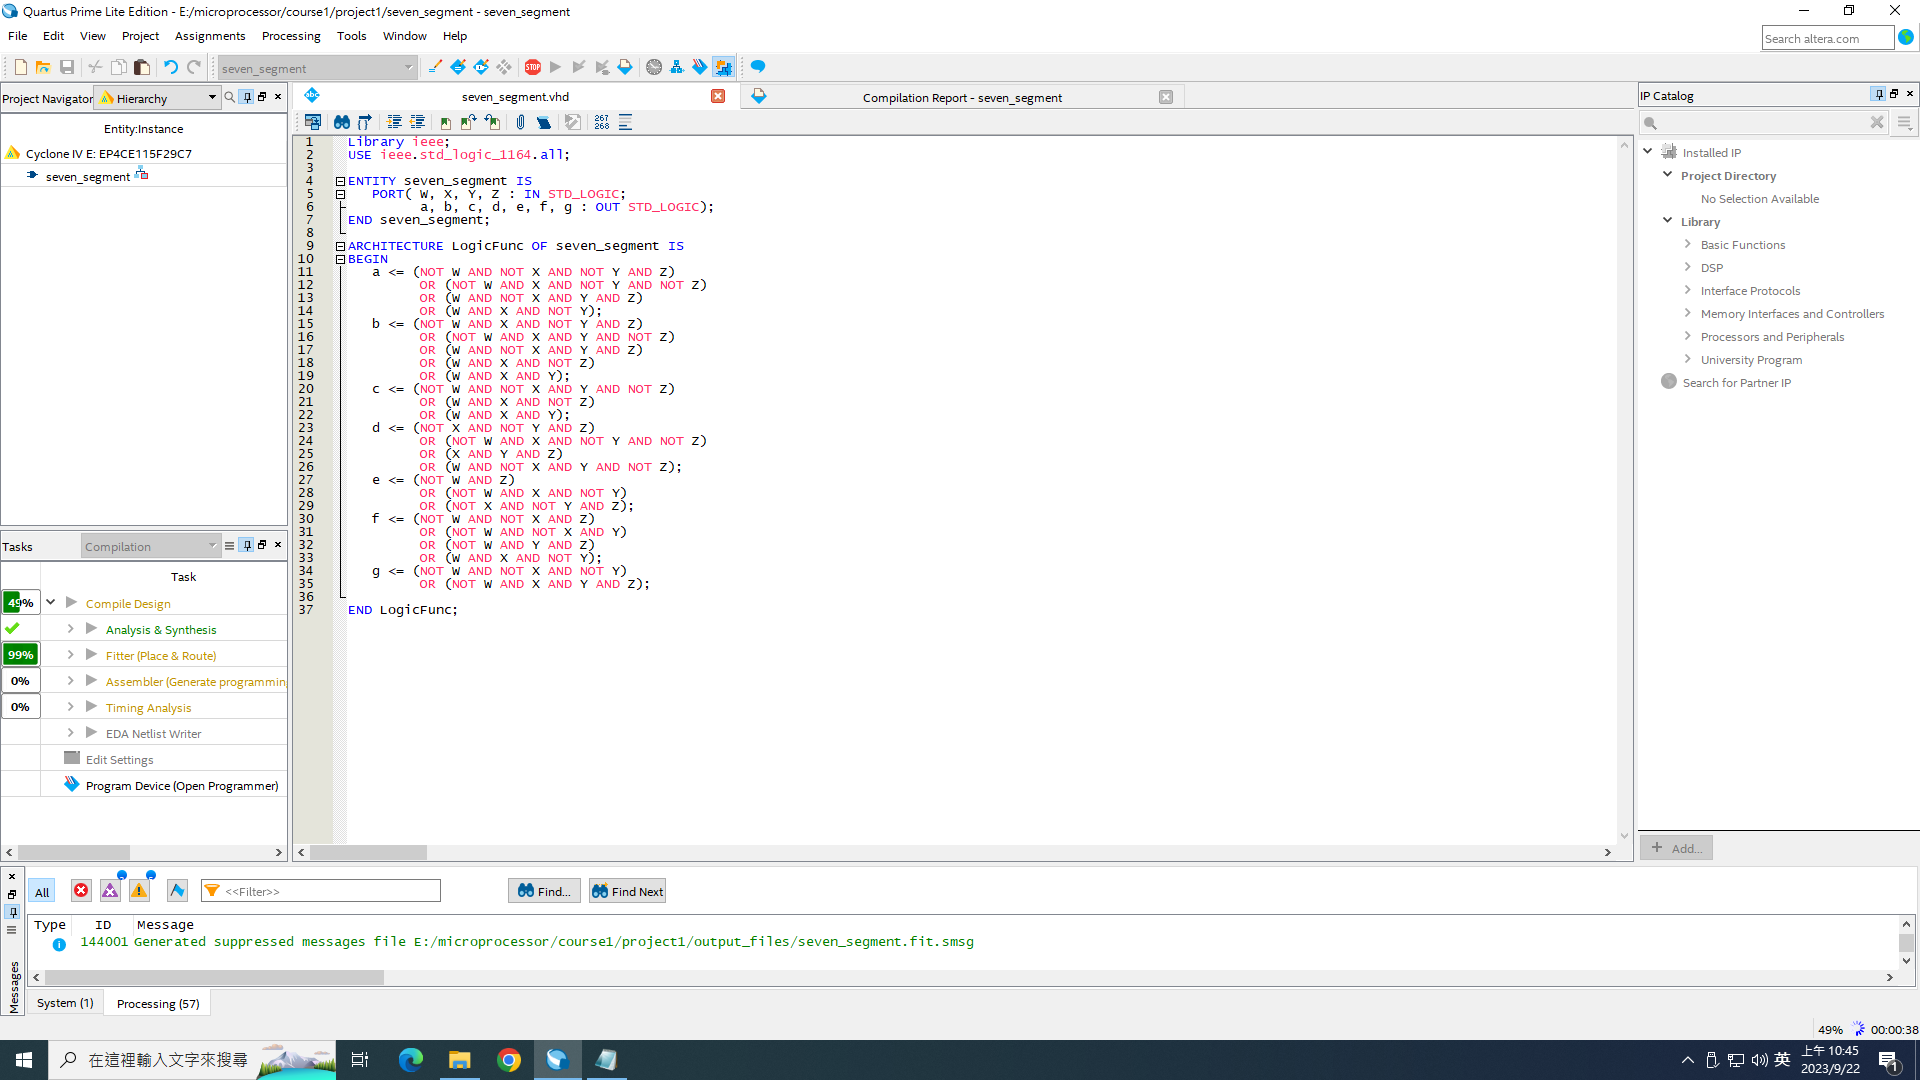 Quartus Prime Lite Edition - E:/microprocessor/course1/project1/seven_segment - seven_segment
File Edit View Project Assignments Processing Tools Window Help
Search altera.com
seven_segment
Project Navigator Hierarchy
Entity:Instance
Cyclone IV E: EP4CE115F29C7
seven_segment
seven_segment.vhd
Compilation Report - seven_segment
267
268
1 Library ieee;
2 USE ieee.std_logic_1164.all;
3
4 ENTITY seven_segment IS
5 PORT( W, X, Y, Z : IN STD_LOGIC;
6 a, b, c, d, e, f, g : OUT STD_LOGIC);
7 END seven_segment;
8
9 ARCHITECTURE LogicFunc OF seven_segment IS
10 BEGIN
11 a <= (NOT W AND NOT X AND NOT Y AND Z)
12 OR (NOT W AND X AND NOT Y AND NOT Z)
13 OR (W AND NOT X AND Y AND Z)
14 OR (W AND X AND NOT Y);
15 b <= (NOT W AND X AND NOT Y AND Z)
16 OR (NOT W AND X AND Y AND NOT Z)
17 OR (W AND NOT X AND Y AND Z)
18 OR (W AND X AND NOT Z)
19 OR (W AND X AND Y);
20 c <= (NOT W AND NOT X AND Y AND NOT Z)
21 OR (W AND X AND NOT Z)
22 OR (W AND X AND Y);
23 d <= (NOT X AND NOT Y AND Z)
24 OR (NOT W AND X AND NOT Y AND NOT Z)
25 OR (X AND Y AND Z)
26 OR (W AND NOT X AND Y AND NOT Z);
27 e <= (NOT W AND Z)
28 OR (NOT W AND X AND NOT Y)
29 OR (NOT X AND NOT Y AND Z);
30 f <= (NOT W AND NOT X AND Z)
31 OR (NOT W AND NOT X AND Y)
32 OR (NOT W AND Y AND Z)
33 OR (W AND X AND NOT Y);
34 g <= (NOT W AND NOT X AND NOT Y)
35 OR (NOT W AND X AND Y AND Z);
36
37 END LogicFunc;
IP Catalog
Installed IP
Project Directory
No Selection Available
Library
Basic Functions
DSP
Interface Protocols
Memory Interfaces and Controllers
Processors and Peripherals
University Program
Search for Partner IP
+ Add...
Tasks Compilation
Task
49% Compile Design
Analysis & Synthesis
99% Fitter (Place & Route)
0% Assembler (Generate programmin
0% Timing Analysis
EDA Netlist Writer
Edit Settings
Program Device (Open Programmer)
All <<Filter>> Find... Find Next
Type ID Message
144001 Generated suppressed messages file E:/microprocessor/course1/project1/output_files/seven_segment.fit.smsg
Messages
System (1) Processing (57)
49% 00:00:38
在這裡輸入文字來搜尋
英
上午 10:45
2023/9/22
1